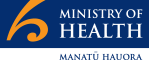 MINISTRY OF
HEALTH
MANATŪ HAUORA